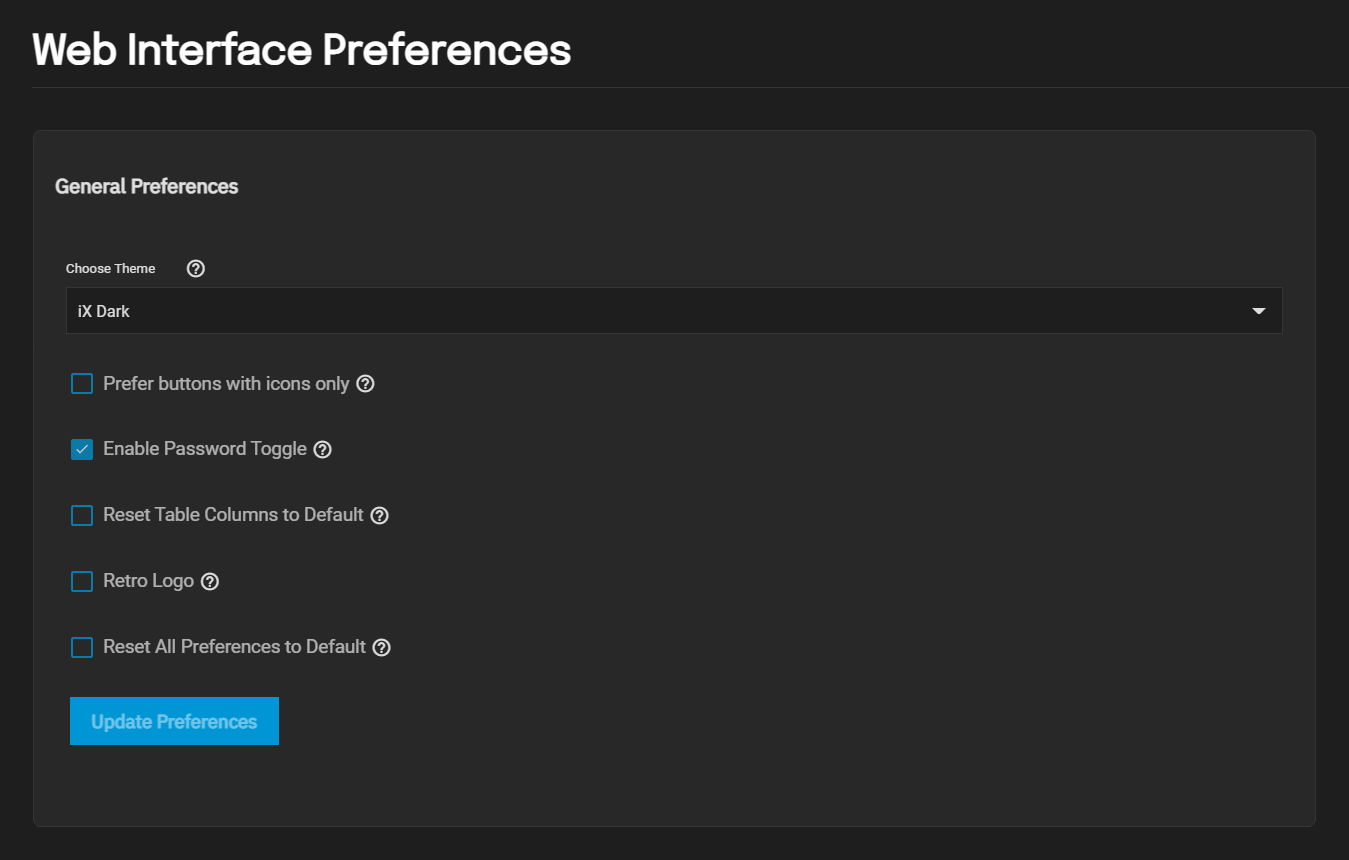 Web Interface Preferences
General Preferences
Choose Theme
iX Dark
Prefer buttons with icons only
Enable Password Toggle
Reset Table Columns to Default
Retro Logo
Reset All Preferences to Default
Update Preferences